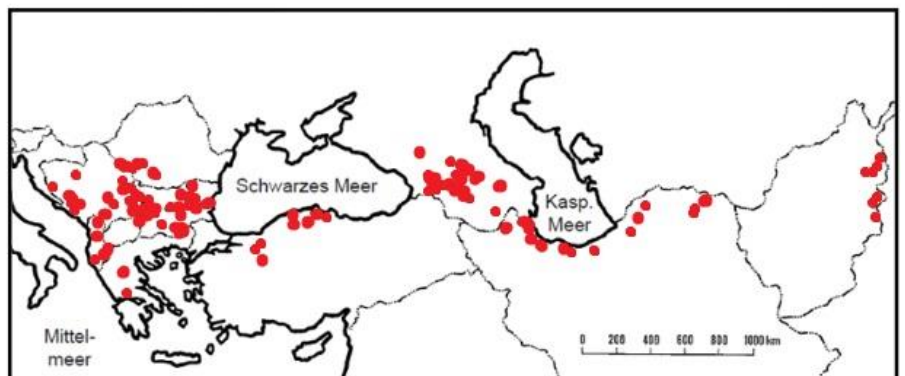 Schwarzes Meer
Kasp.
Meer
Mittel-
meer
0 200 400 600 800 1000 km